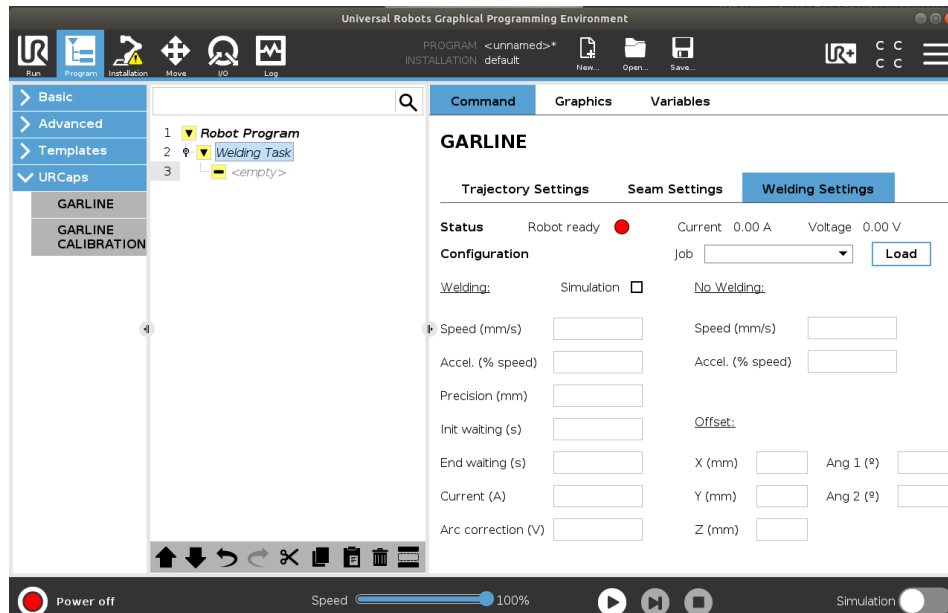 Universal Robots Graphical Programming Environment
PROGRAM <unnamed>*
INSTALLATION default
UR
Run
Program
Installation
Move
I/O
Log
New...
Open...
Save...
UR+
C C
C C
Basic
Advanced
Templates
URCaps
GARLINE
GARLINE
CALIBRATION
1 Robot Program
2 Welding Task
3 <empty>
Command Graphics Variables
GARLINE
Trajectory Settings Seam Settings Welding Settings
Status Robot ready Current 0.00 A Voltage 0.00 V
Configuration Job Load
Welding: Simulation No Welding:
Speed (mm/s) Speed (mm/s)
Accel. (% speed) Accel. (% speed)
Precision (mm)
Init waiting (s) Offset:
End waiting (s) X (mm) Ang 1 (º)
Current (A) Y (mm) Ang 2 (º)
Arc correction (V) Z (mm)
Power off Speed 100% Simulation